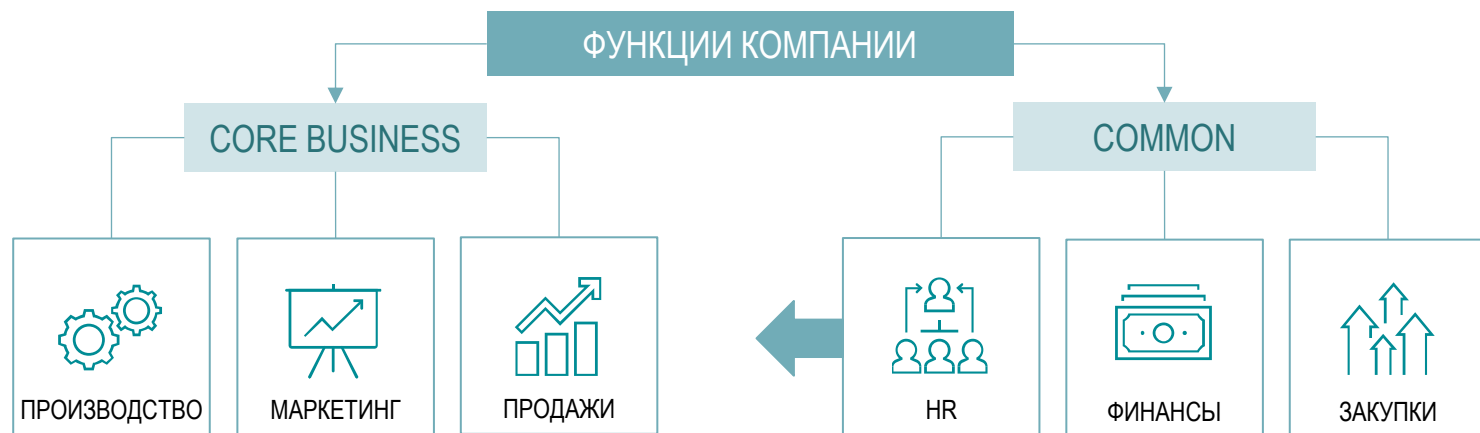 ФУНКЦИИ КОМПАНИИ
CORE BUSINESS
COMMON
ПРОИЗВОДСТВО
МАРКЕТИНГ
ПРОДАЖИ
HR
ФИНАНСЫ
ЗАКУПКИ